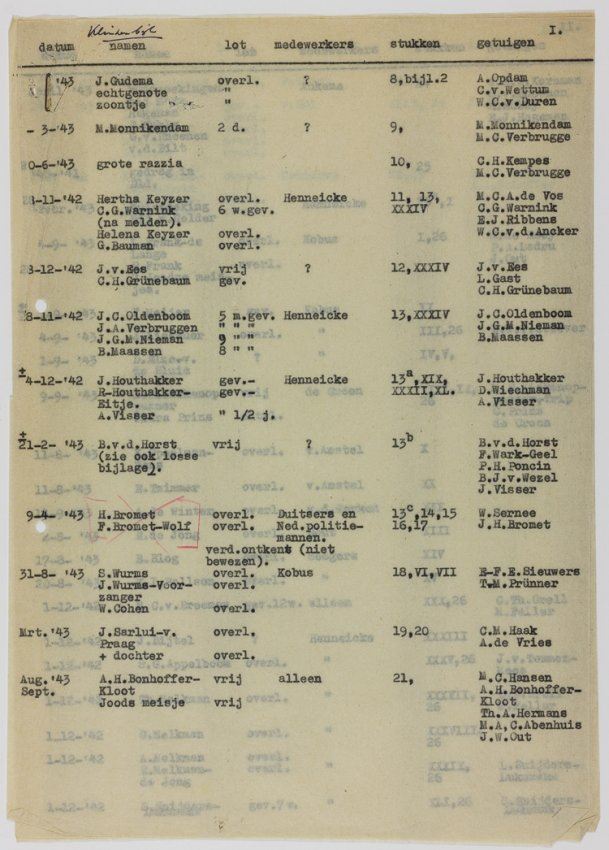 Klinkenbijl
I.
datum namen lot medewerkers stukken getuigen
'43 J.Gudema overl. ? 8,bijl.2 A.Opdam
echtgenote " C.v.Wettum
zoontje " W.C.v.Duren
- 3-'43 M.Monnikendam 2 d. ? 9, M.Monnikendam
M.C.Verbrugge
0-6-'43 grote razzia 10, C.H.Kempes
M.C.Verbrugge
8-11-'42 Hertha Keyzer overl. Henneicke 11, 13, M.C.A.de Vos
C.G.Warnink 6 w.gev. XXXIV C.G.Warnink
(na melden). E.J.Ribbens
Helena Keyzer overl. W.C.v.d.Ancker
G.Bauman overl.
8-12-'42 J.v.Ees vrij ? 12,XXXIV J.v.Ees
C.H.Grünebaum gev. L.Gast
C.H.Grünebaum
8-11-'42 J.C.Oldenboom 5 m.gev. Henneicke 13,XXXIV J.C.Oldenboom
J.A.Verbruggen " " " J.G.M.Nieman
J.G.M.Nieman 9 " " B.Maassen
B.Maassen 8 " "
±
4-12-'42 J.Houthakker gev.- Henneicke 13a,XIX, J.Houthakker
R-Houthakker- gev.- XXXII,XL. D.Wiechman
Eitje. A.Visser
A.Visser " 1/2 j.
±
21-2- '43 B.v.d.Horst vrij ? 13b B.v.d.Horst
(zie ook losse F.Wark-Geel
bijlage). P.H.Poncin
B.J.v.Wezel
J.Visser
9-4- '43 H.Bromet overl. Duitsers en 13c,14,15 W.Sernee
F.Bromet-Wolf overl. Ned.politie- 16,17 J.H.Bromet
mannen.
verd.ontkent (niet
bewezen).
31-8- '43 S.Wurms overl. Kobus 18,VI,VII E-F.E.Sieuwers
J.Wurms-Voor- overl. T.M.Prünner
zanger
W.Cohen overl.
Mrt. '43 J.Sarlui-v. overl. 19,20 C.M.Haak
Praag A.de Vries
+ dochter overl.
Aug.'43 A.H.Bonhoffer- vrij alleen 21, M.C.Hansen
Sept. Kloot A.H.Bonhoffer-
Joods meisje vrij Kloot
Th.A.Hermans
M.A.C.Abenhuis
J.W.Out